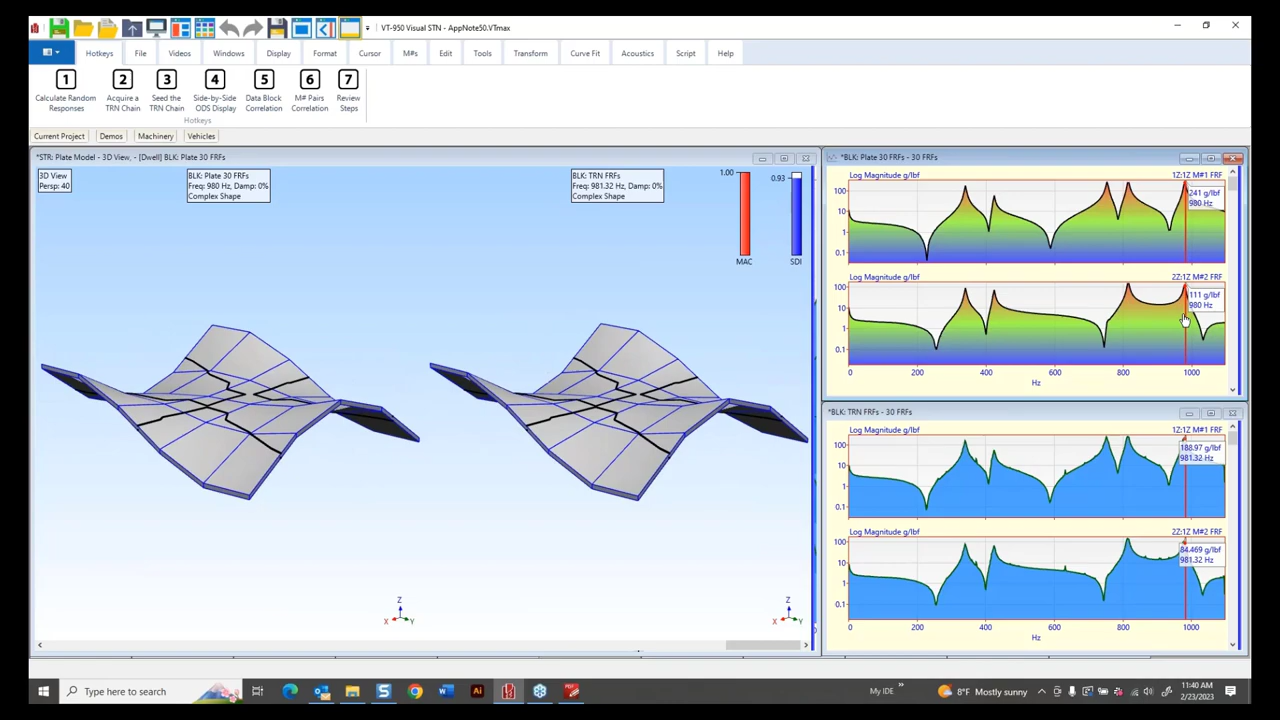 VT-950 Visual STN - AppNote50.VTmax
Hotkeys File Videos Windows Display Format Cursor M#s Edit Tools Transform Curve Fit Acoustics Script Help
1 2 3 4 5 6 7
Calculate Random Responses
Acquire a TRN Chain
Seed the TRN Chain
Side-by-Side ODS Display
Data Block Correlation
M# Pairs Correlation
Review Steps
Hotkeys
Current Project Demos Machinery Vehicles
*STR: Plate Model - 3D View, - [Dwell] BLK: Plate 30 FRFs
3D View
Persp: 40
BLK: Plate 30 FRFs
Freq: 980 Hz, Damp: 0%
Complex Shape
BLK: TRN FRFs
Freq: 981.32 Hz, Damp: 0%
Complex Shape
1.00
MAC
0.93
SDI
Z
X Y
Z
X Y
*BLK: Plate 30 FRFs - 30 FRFs
Log Magnitude g/lbf 1Z:1Z M#1 FRF
100
10
1
0.1
241 g/lbf
980 Hz
Log Magnitude g/lbf 2Z:1Z M#2 FRF
100
10
1
0.1
111 g/lbf
980 Hz
0 200 400 600 800 1000
Hz
*BLK: TRN FRFs - 30 FRFs
Log Magnitude g/lbf 1Z:1Z M#1 FRF
100
10
1
0.1
188.97 g/lbf
981.32 Hz
Log Magnitude g/lbf 2Z:1Z M#2 FRF
100
10
1
0.1
84.469 g/lbf
981.32 Hz
0 200 400 600 800 1000
Hz
Type here to search
My IDE
8°F Mostly sunny
11:40 AM
2/23/2023